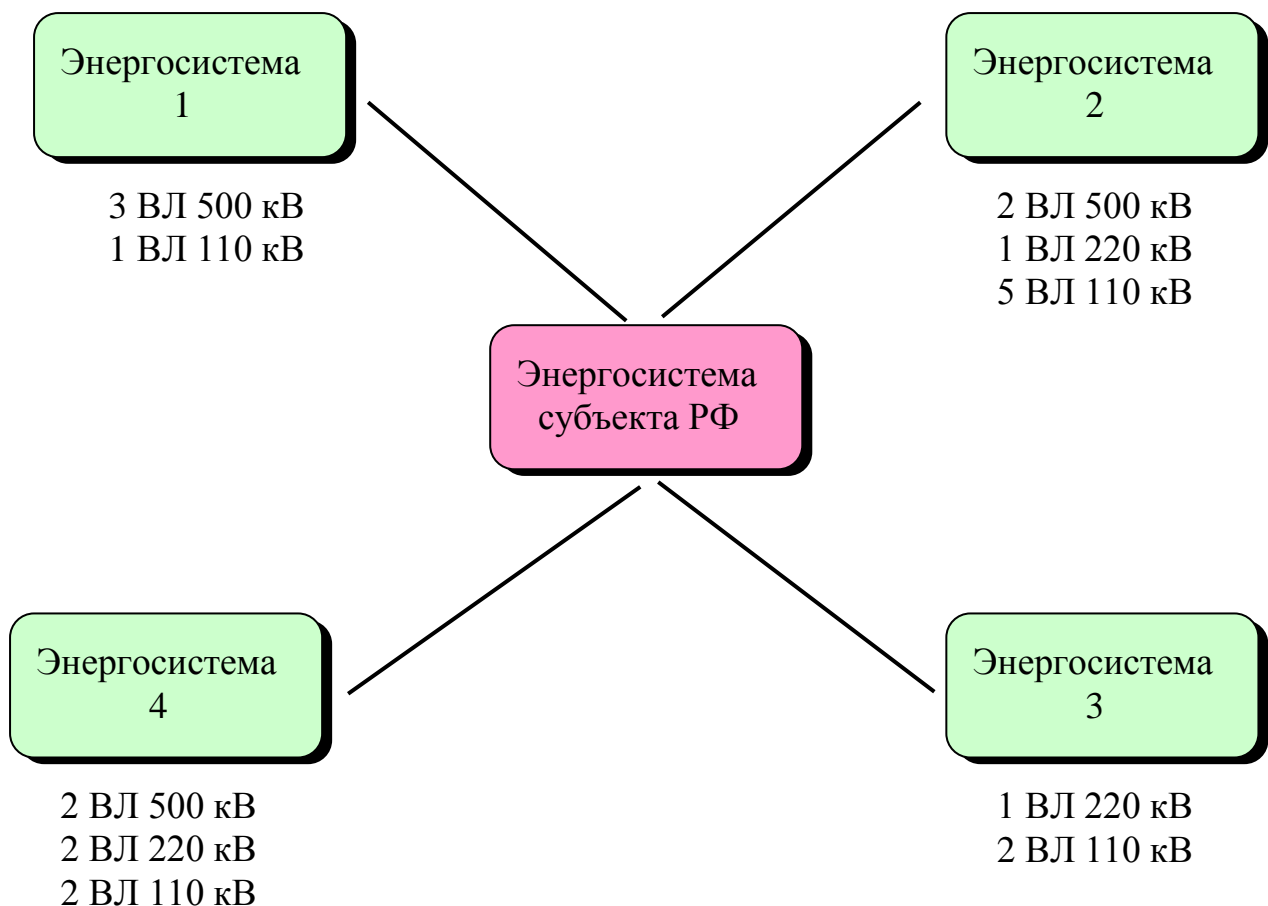 Энергосистема
1
3 ВЛ 500 кВ
1 ВЛ 110 кВ
Энергосистема
2
2 ВЛ 500 кВ
1 ВЛ 220 кВ
5 ВЛ 110 кВ
Энергосистема
субъекта РФ
Энергосистема
4
2 ВЛ 500 кВ
2 ВЛ 220 кВ
2 ВЛ 110 кВ
Энергосистема
3
1 ВЛ 220 кВ
2 ВЛ 110 кВ